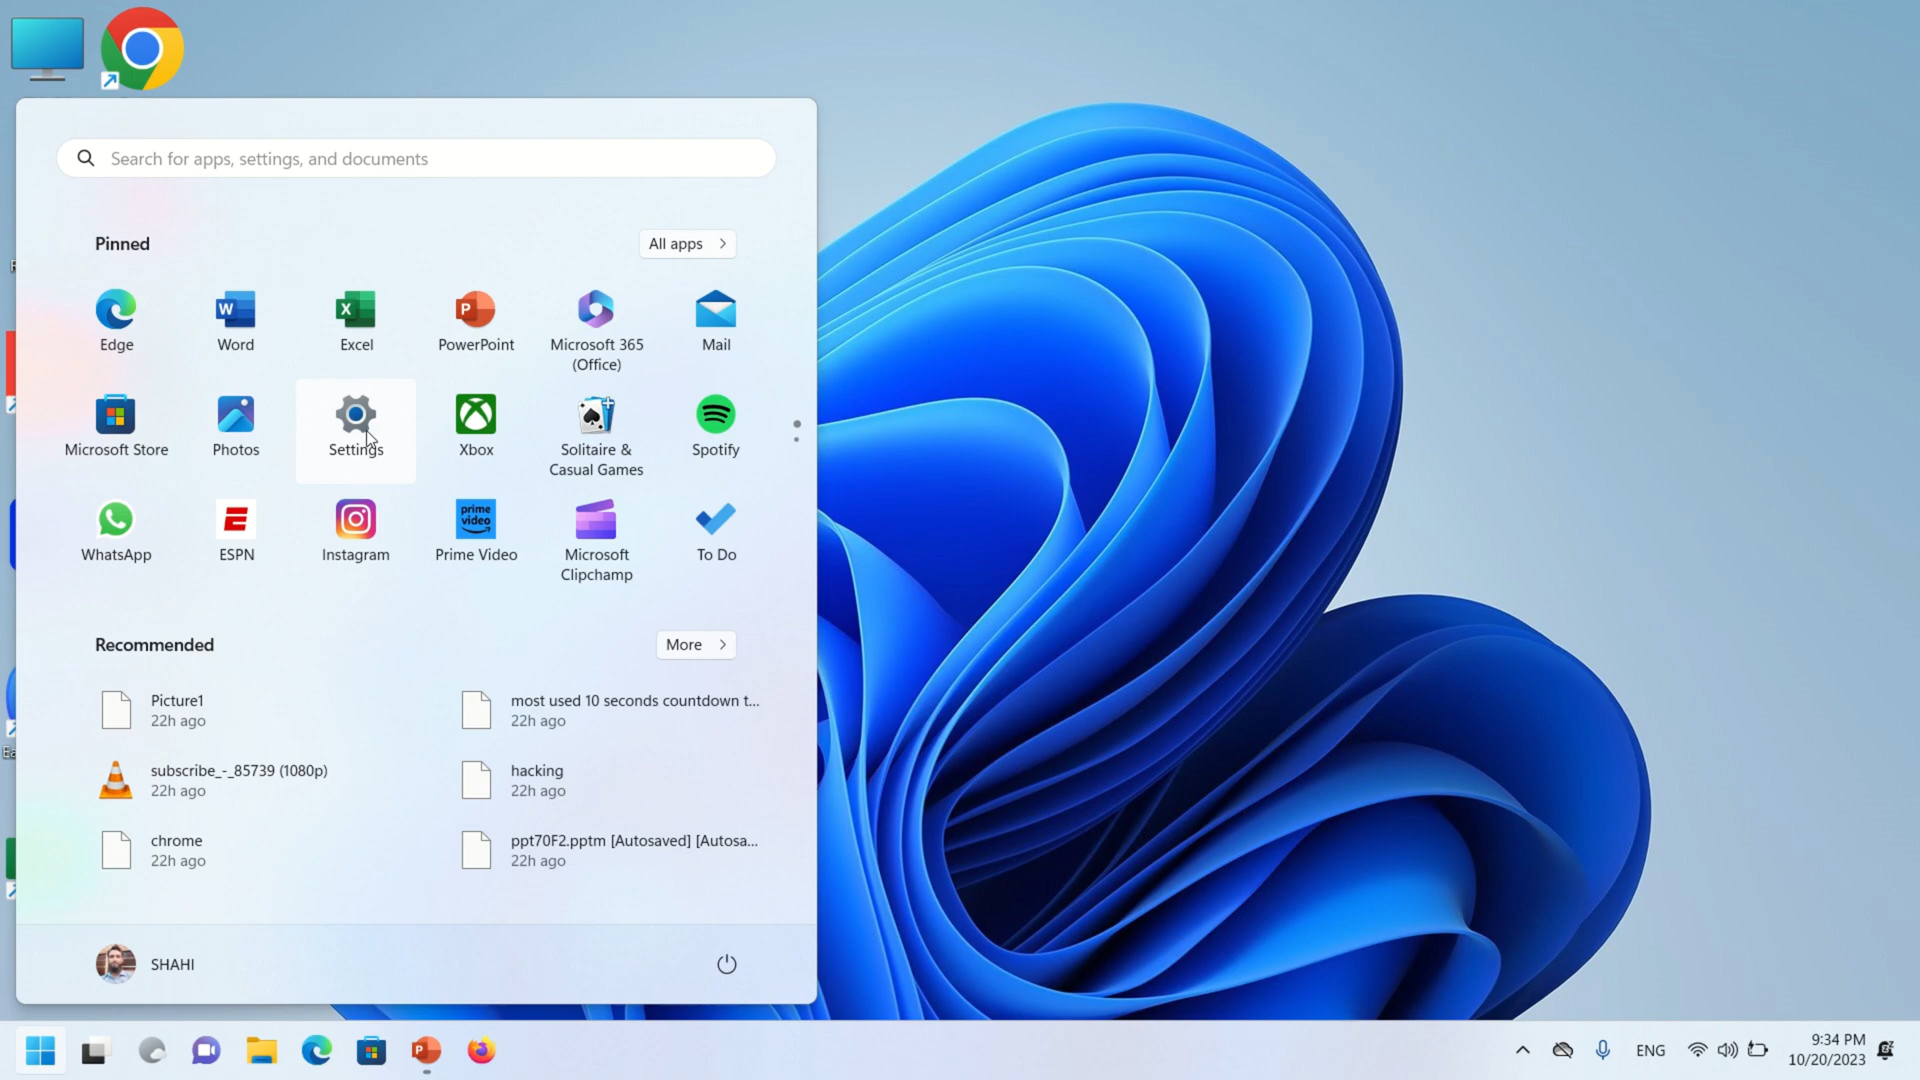 Search for apps, settings, and documents
Pinned
All apps
Edge
Word
Excel
PowerPoint
Microsoft 365
(Office)
Mail
Microsoft Store
Photos
Settings
Xbox
Solitaire &
Casual Games
Spotify
WhatsApp
ESPN
Instagram
prime
video
Prime Video
Microsoft
Clipchamp
To Do
Recommended
More
Picture1
22h ago
most used 10 seconds countdown t...
22h ago
subscribe_-_85739 (1080p)
22h ago
hacking
22h ago
chrome
22h ago
ppt70F2.pptm [Autosaved] [Autosa...
22h ago
SHAHI
ENG
9:34 PM
10/20/2023